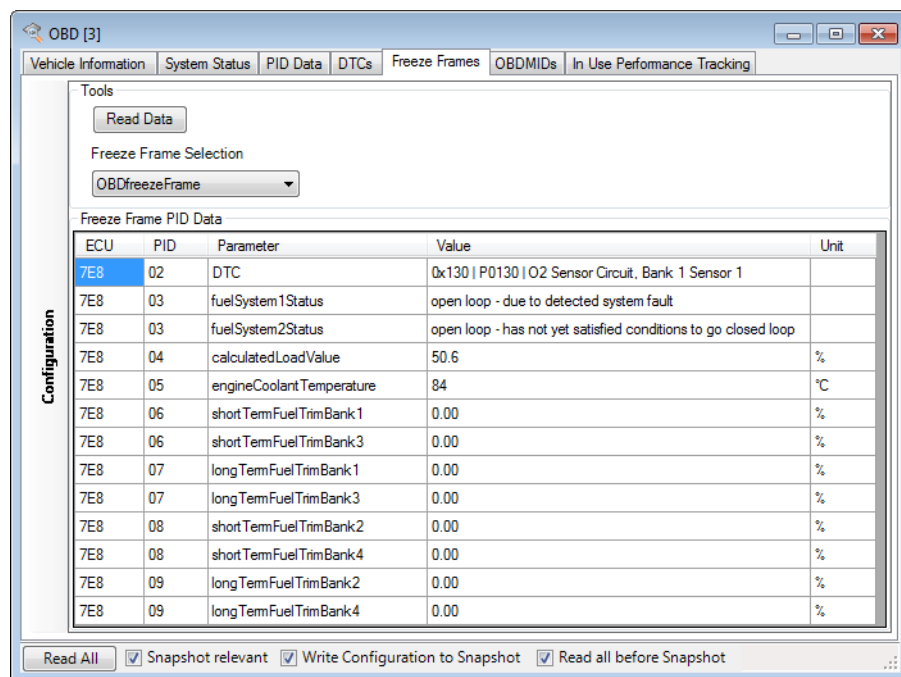 OBD [3]
Vehicle Information System Status PID Data DTCs Freeze Frames OBDMIDs In Use Performance Tracking
Configuration
Tools
Read Data
Freeze Frame Selection
OBDfreezeFrame
Freeze Frame PID Data
ECU PID Parameter Value Unit
7E8 02 DTC 0x130 | P0130 | O2 Sensor Circuit, Bank 1 Sensor 1
7E8 03 fuelSystem1Status open loop - due to detected system fault
7E8 03 fuelSystem2Status open loop - has not yet satisfied conditions to go closed loop
7E8 04 calculatedLoadValue 50.6 %
7E8 05 engineCoolantTemperature 84 °C
7E8 06 shortTermFuelTrimBank1 0.00 %
7E8 06 shortTermFuelTrimBank3 0.00 %
7E8 07 longTermFuelTrimBank1 0.00 %
7E8 07 longTermFuelTrimBank3 0.00 %
7E8 08 shortTermFuelTrimBank2 0.00 %
7E8 08 shortTermFuelTrimBank4 0.00 %
7E8 09 longTermFuelTrimBank2 0.00 %
7E8 09 longTermFuelTrimBank4 0.00 %
Read All Snapshot relevant Write Configuration to Snapshot Read all before Snapshot